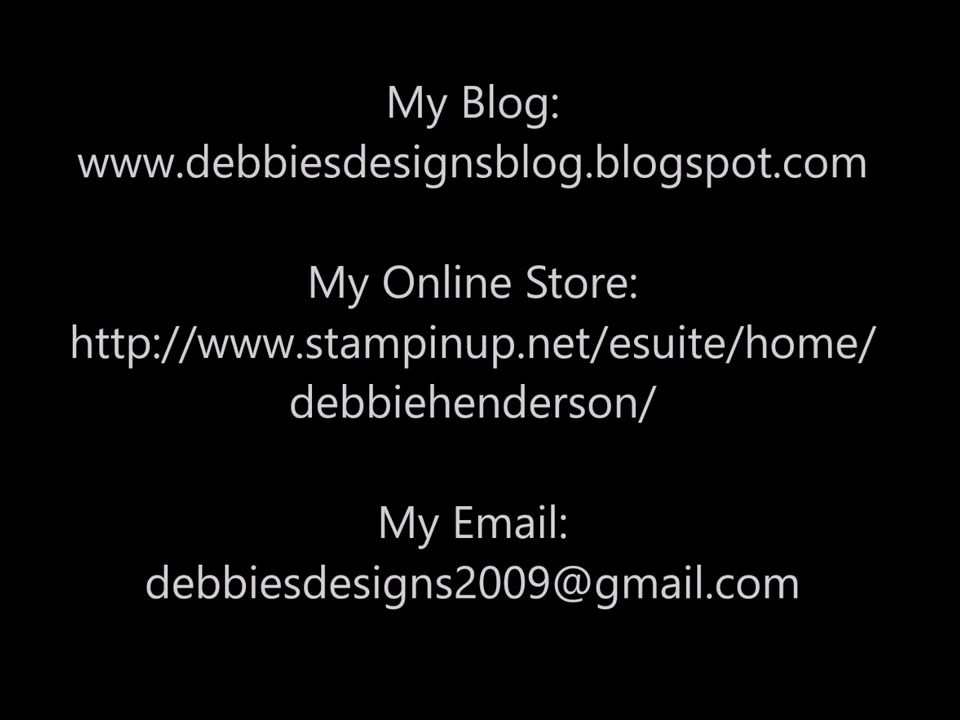 My Blog:
www.debbiesdesignsblog.blogspot.com
My Online Store:
http://www.stampinup.net/esuite/home/
debbiehenderson/
My Email:
debbiesdesigns2009@gmail.com